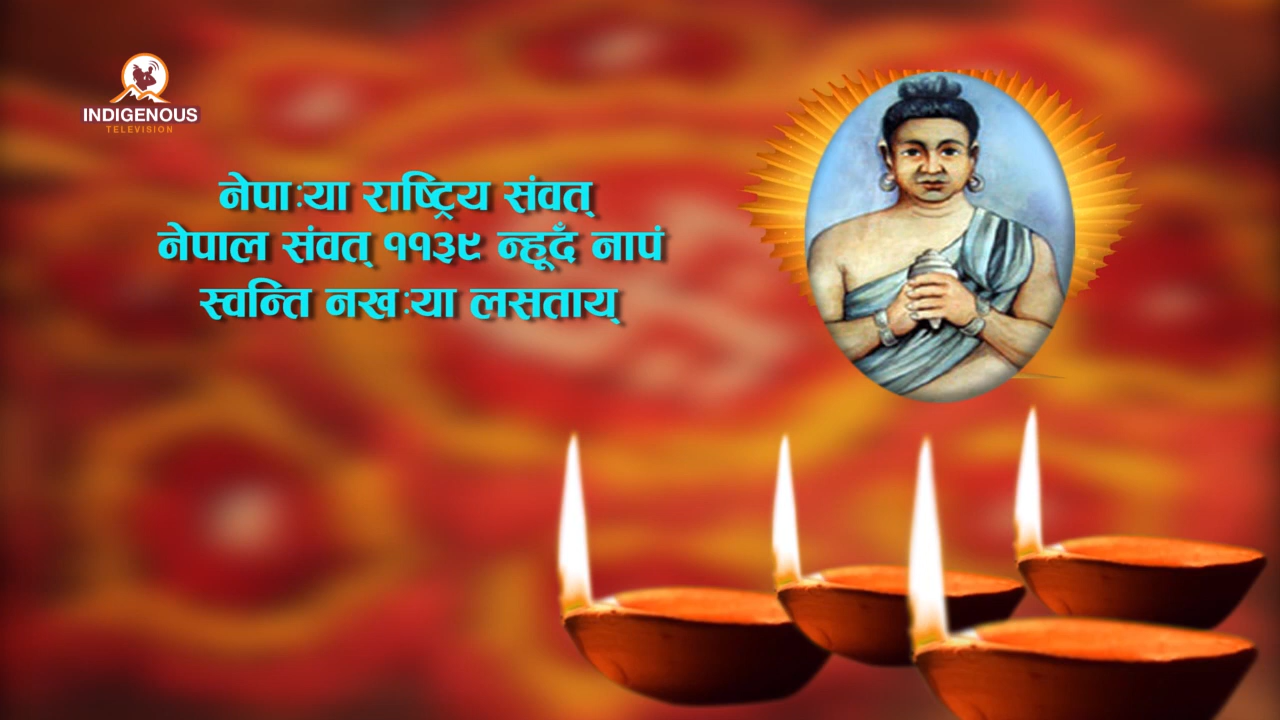 INDIGENOUS
TELEVISION
नेपाःया राष्ट्रिय संवत्
नेपाल संवत् ११३९ न्हूदँ नापं
स्वन्ति नखःया लसताय्